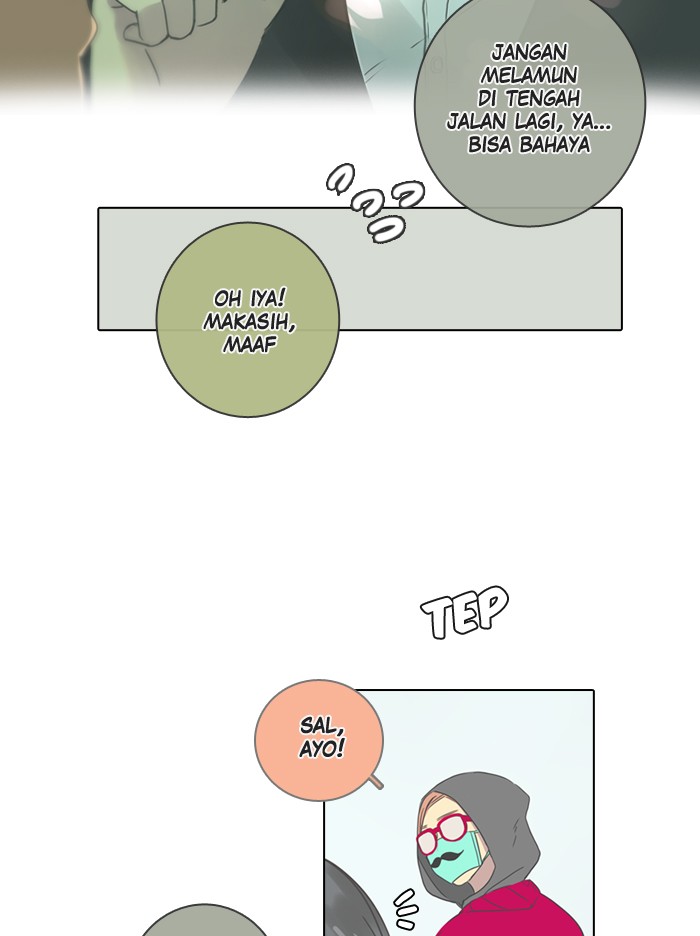 JANGAN
MELAMUN
DI TENGAH
JALAN LAGI, YA...
BISA BAHAYA
OH IYA!
MAKASIH,
MAAF
TEP
SAL,
AYO!